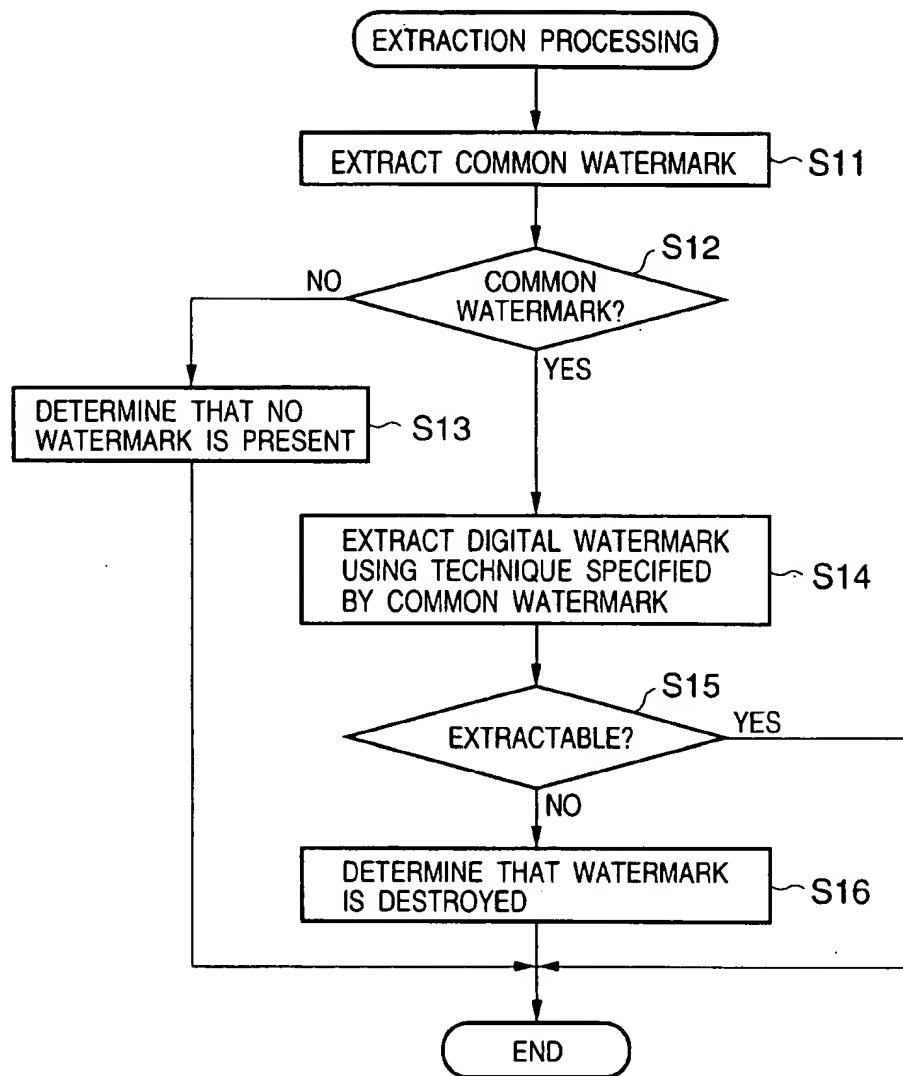 EXTRACTION PROCESSING
EXTRACT COMMON WATERMARK
S11
S12
NO
COMMON
WATERMARK?
YES
DETERMINE THAT NO
WATERMARK IS PRESENT
S13
EXTRACT DIGITAL WATERMARK
USING TECHNIQUE SPECIFIED
BY COMMON WATERMARK
S14
S15
EXTRACTABLE?
YES
NO
DETERMINE THAT WATERMARK
IS DESTROYED
S16
END